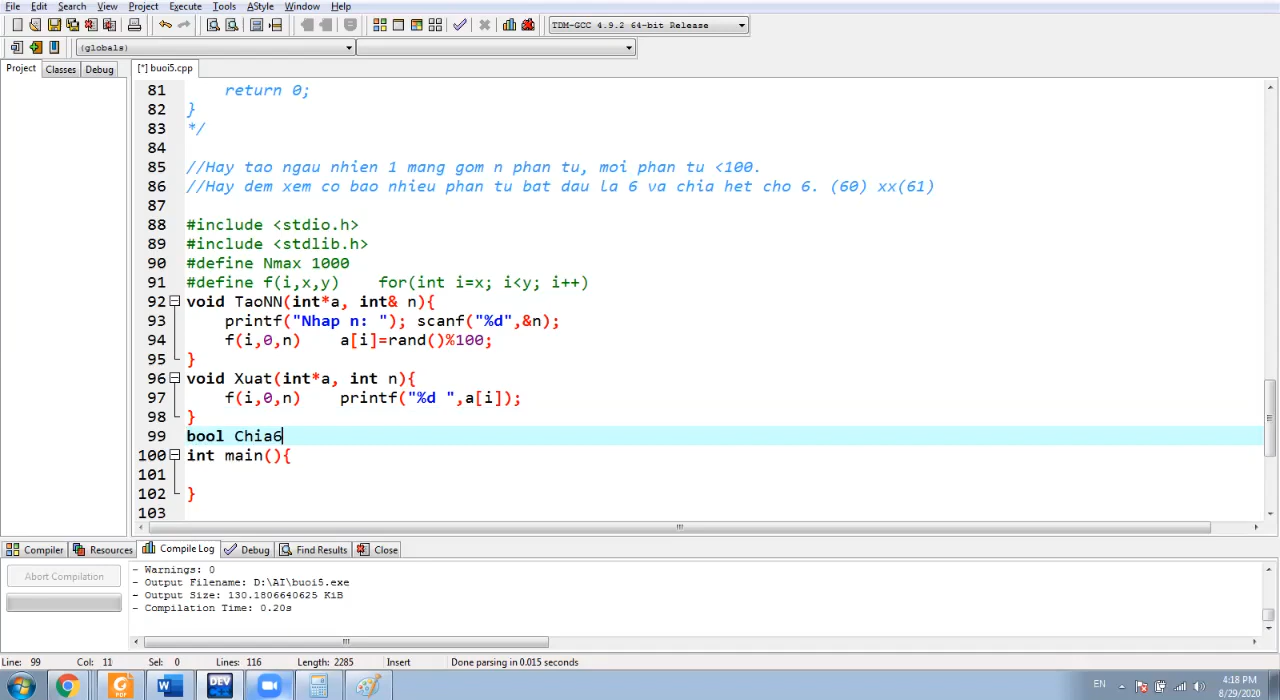 File Edit Search View Project Execute Tools AStyle Window Help
TDM-GCC 4.9.2 64-bit Release
(globals)
Project Classes Debug [*] buoi5.cpp
81 return 0;
82 }
83 */
84
85 //Hay tao ngau nhien 1 mang gom n phan tu, moi phan tu <100.
86 //Hay dem xem co bao nhieu phan tu bat dau la 6 va chia het cho 6. (60) xx(61)
87
88 #include <stdio.h>
89 #include <stdlib.h>
90 #define Nmax 1000
91 #define f(i,x,y) for(int i=x; i<y; i++)
92 void TaoNN(int*a, int& n){
93 printf("Nhap n: "); scanf("%d",&n);
94 f(i,0,n) a[i]=rand()%100;
95 }
96 void Xuat(int*a, int n){
97 f(i,0,n) printf("%d ",a[i]);
98 }
99 bool Chia6
100 int main(){
101
102 }
103
Compiler Resources Compile Log Debug Find Results Close
Abort Compilation
- Warnings: 0
- Output Filename: D:\AI\buoi5.exe
- Output Size: 130.1806640625 KiB
- Compilation Time: 0.20s
Line: 99 Col: 11 Sel: 0 Lines: 116 Length: 2285 Insert Done parsing in 0.015 seconds
PDF W DEV C++ EN 4:18 PM
8/29/2020